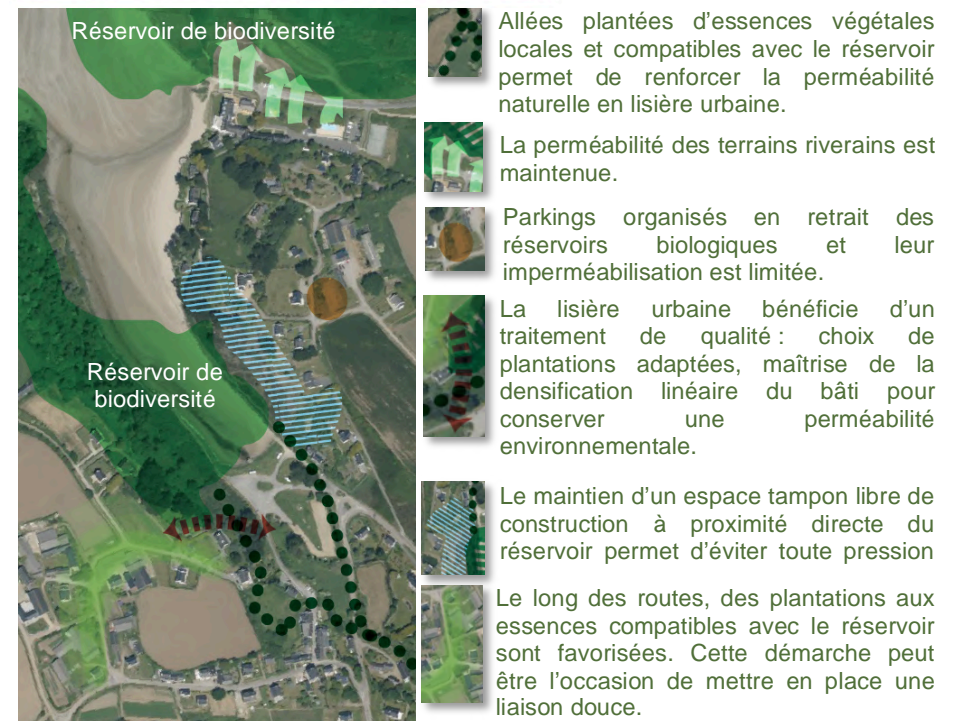 Réservoir de biodiversité
Réservoir de
biodiversité
Allées plantées d'essences végétales
locales et compatibles avec le réservoir
permet de renforcer la perméabilité
naturelle en lisière urbaine.
La perméabilité des terrains riverains est
maintenue.
Parkings organisés en retrait des
réservoirs biologiques et leur
imperméabilisation est limitée.
La lisière urbaine bénéficie d'un
traitement de qualité : choix de
plantations adaptées, maîtrise de la
densification linéaire du bâti pour
conserver une perméabilité
environnementale.
Le maintien d'un espace tampon libre de
construction à proximité directe du
réservoir permet d'éviter toute pression
Le long des routes, des plantations aux
essences compatibles avec le réservoir
sont favorisées. Cette démarche peut
être l'occasion de mettre en place une
liaison douce.